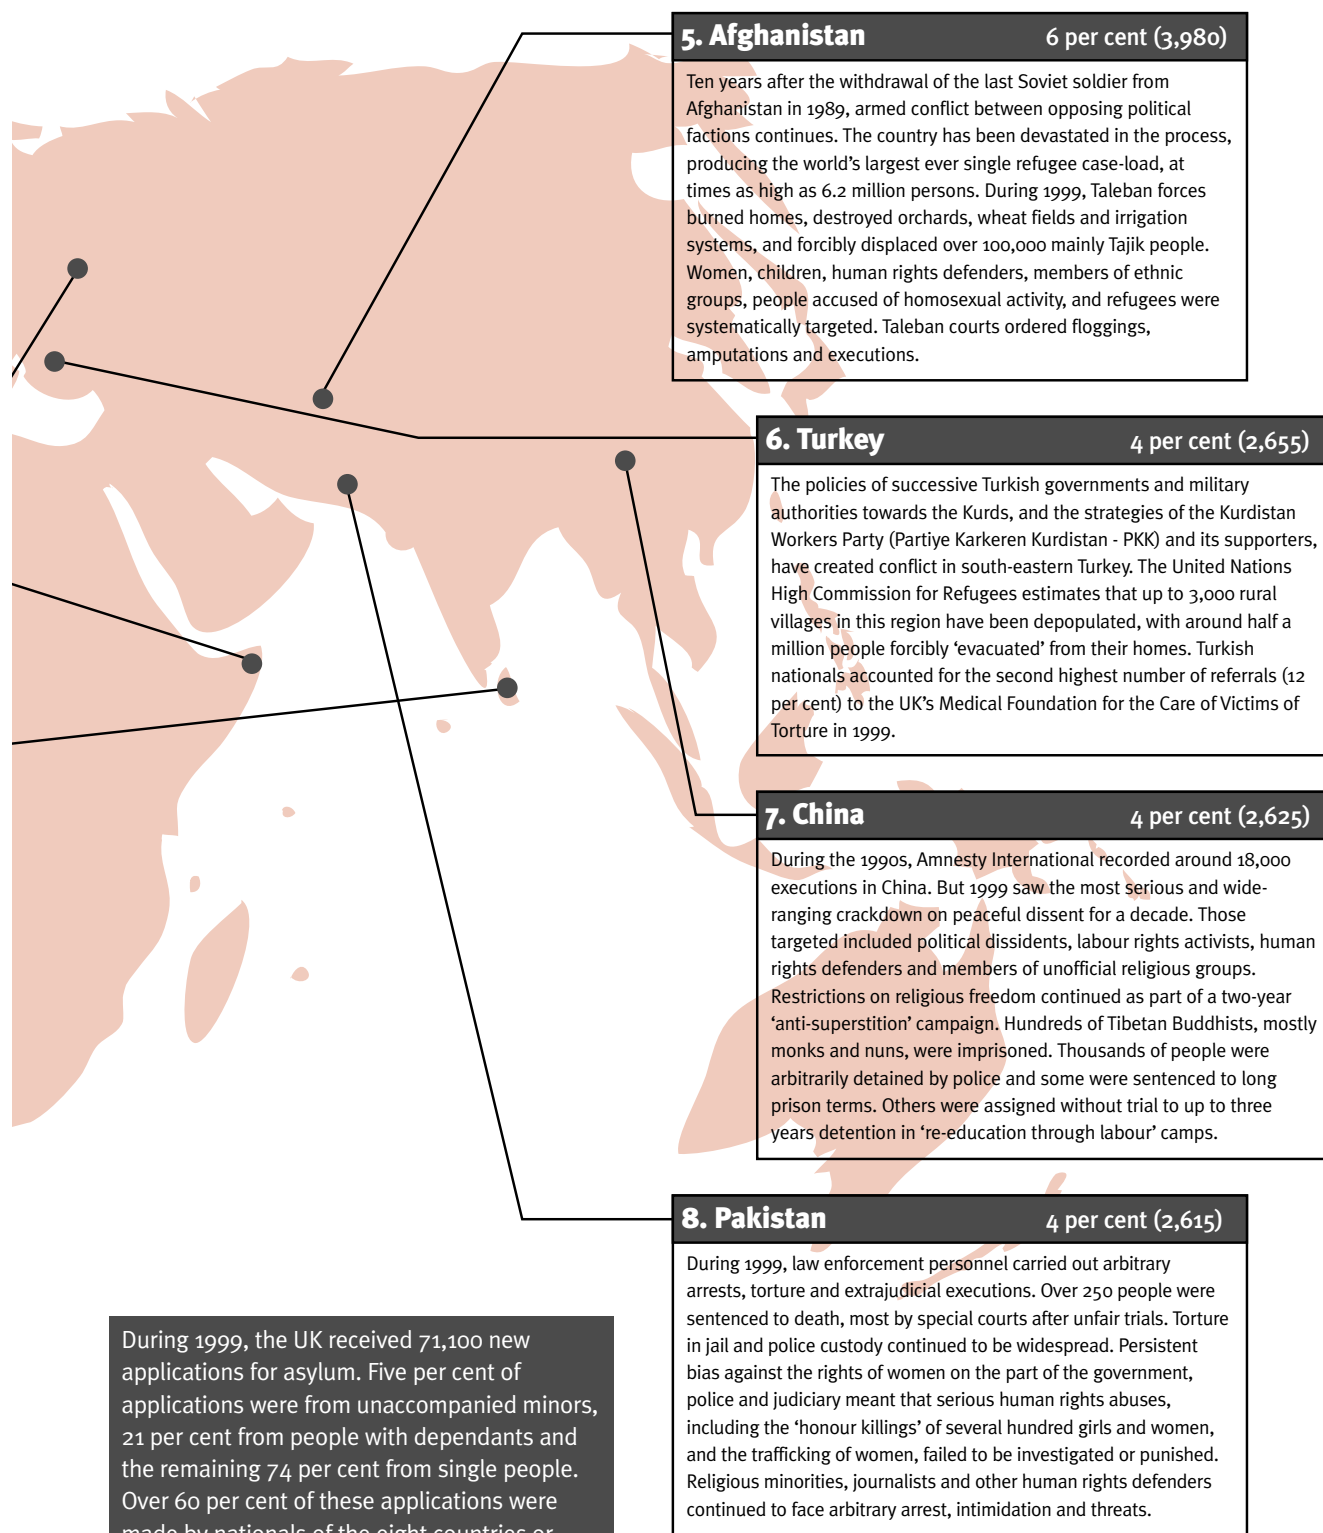 5. Afghanistan 6 per cent (3,980)
Ten years after the withdrawal of the last Soviet soldier from
Afghanistan in 1989, armed conflict between opposing political
factions continues. The country has been devastated in the process,
producing the world's largest ever single refugee case-load, at
times as high as 6.2 million persons. During 1999, Taleban forces
burned homes, destroyed orchards, wheat fields and irrigation
systems, and forcibly displaced over 100,000 mainly Tajik people.
Women, children, human rights defenders, members of ethnic
groups, people accused of homosexual activity, and refugees were
systematically targeted. Taleban courts ordered floggings,
amputations and executions.
6. Turkey 4 per cent (2,655)
The policies of successive Turkish governments and military
authorities towards the Kurds, and the strategies of the Kurdistan
Workers Party (Partiye Karkeren Kurdistan - PKK) and its supporters,
have created conflict in south-eastern Turkey. The United Nations
High Commission for Refugees estimates that up to 3,000 rural
villages in this region have been depopulated, with around half a
million people forcibly ‘evacuated’ from their homes. Turkish
nationals accounted for the second highest number of referrals (12
per cent) to the UK's Medical Foundation for the Care of Victims of
Torture in 1999.
7. China 4 per cent (2,625)
During the 1990s, Amnesty International recorded around 18,000
executions in China. But 1999 saw the most serious and wide-
ranging crackdown on peaceful dissent for a decade. Those
targeted included political dissidents, labour rights activists, human
rights defenders and members of unofficial religious groups.
Restrictions on religious freedom continued as part of a two-year
‘anti-superstition’ campaign. Hundreds of Tibetan Buddhists, mostly
monks and nuns, were imprisoned. Thousands of people were
arbitrarily detained by police and some were sentenced to long
prison terms. Others were assigned without trial to up to three
years detention in ‘re-education through labour’ camps.
8. Pakistan 4 per cent (2,615)
During 1999, law enforcement personnel carried out arbitrary
arrests, torture and extrajudicial executions. Over 250 people were
sentenced to death, most by special courts after unfair trials. Torture
in jail and police custody continued to be widespread. Persistent
bias against the rights of women on the part of the government,
police and judiciary meant that serious human rights abuses,
including the ‘honour killings’ of several hundred girls and women,
and the trafficking of women, failed to be investigated or punished.
Religious minorities, journalists and other human rights defenders
continued to face arbitrary arrest, intimidation and threats.
During 1999, the UK received 71,100 new
applications for asylum. Five per cent of
applications were from unaccompanied minors,
21 per cent from people with dependants and
the remaining 74 per cent from single people.
Over 60 per cent of these applications were
made by nationals of the eight countries or